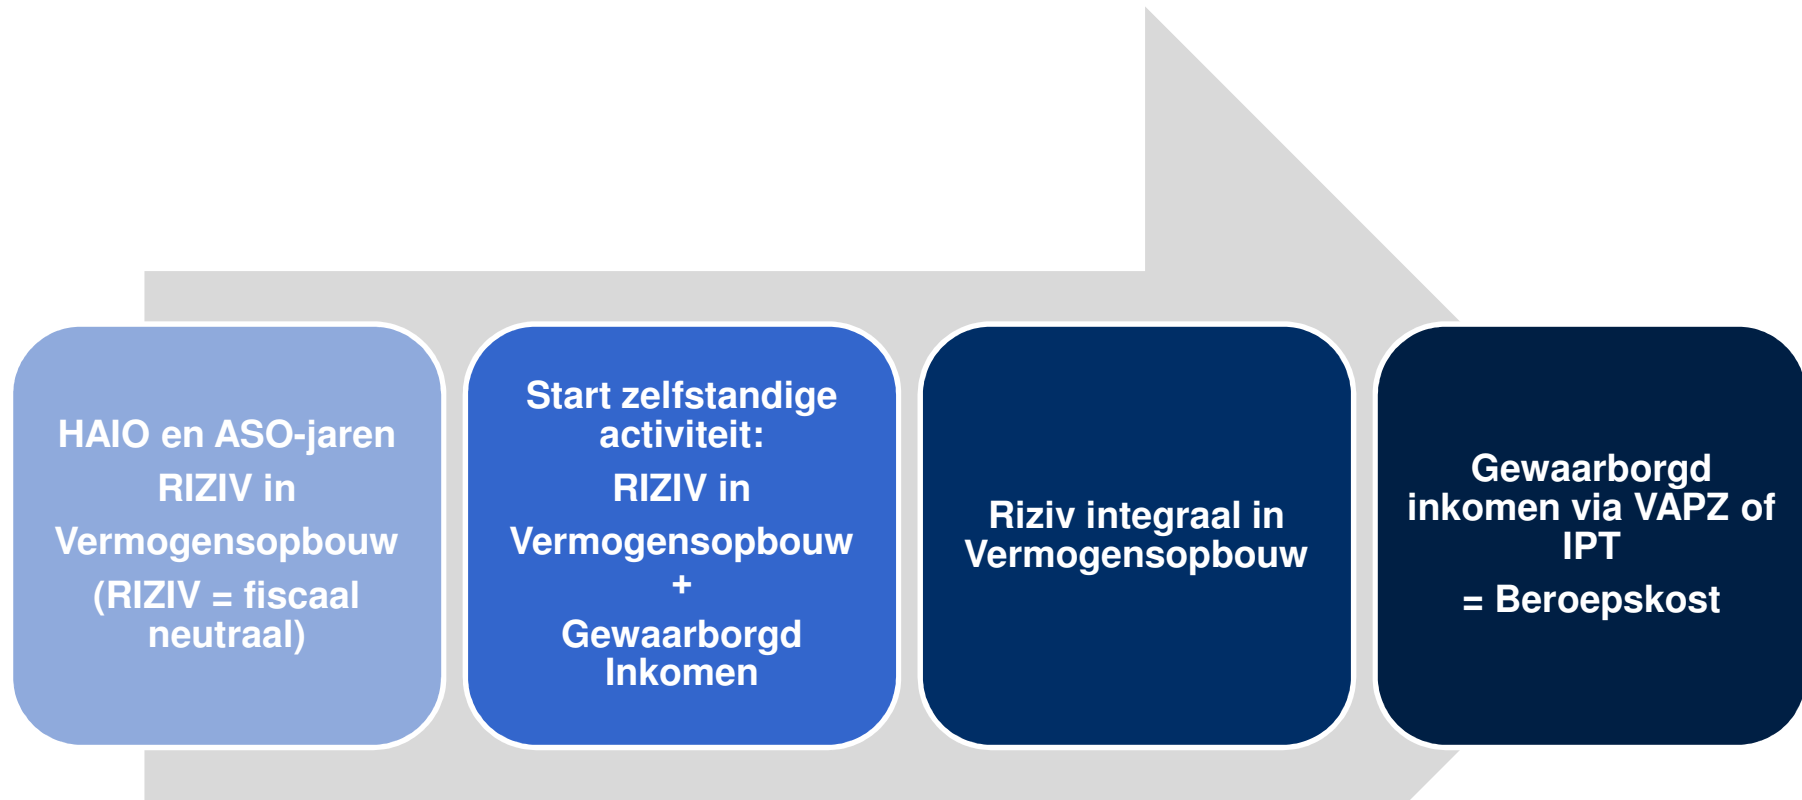 HAIO en ASO-jaren
RIZIV in
Vermogensopbouw
(RIZIV = fiscaal
neutraal)
Start zelfstandige
activiteit:
RIZIV in
Vermogensopbouw
+
Gewaarborgd
Inkomen
Riziv integraal in
Vermogensopbouw
Gewaarborgd
inkomen via VAPZ of
IPT
= Beroepskost